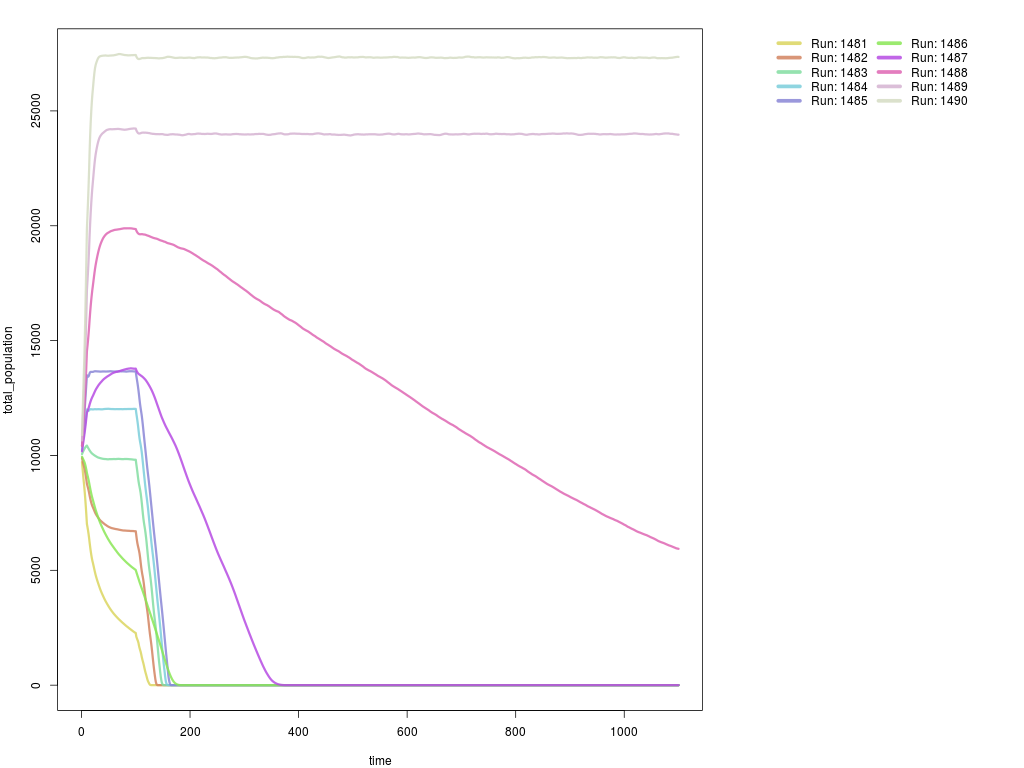 Run: 1481
Run: 1482
Run: 1483
Run: 1484
Run: 1485
Run: 1486
Run: 1487
Run: 1488
Run: 1489
Run: 1490
total_population
25000
20000
15000
10000
5000
0
0 200 400 600 800 1000
time